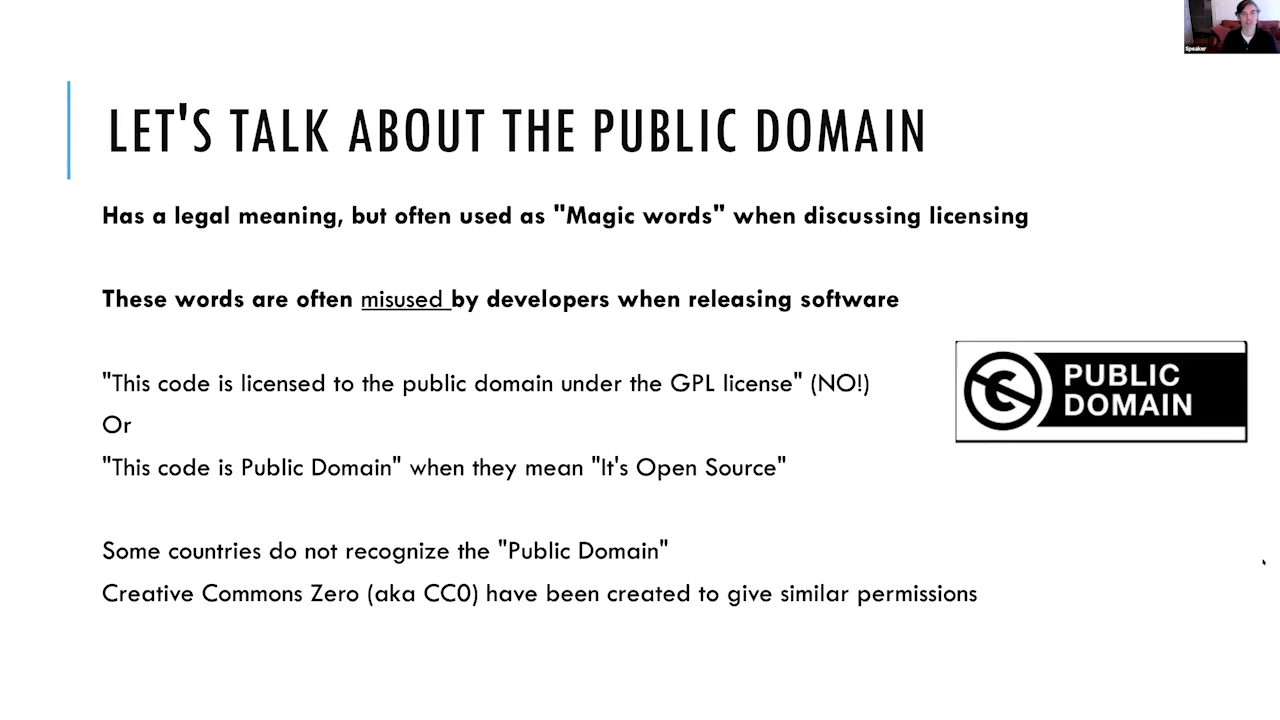 Speaker
LET'S TALK ABOUT THE PUBLIC DOMAIN
Has a legal meaning, but often used as "Magic words" when discussing licensing
These words are often misused by developers when releasing software
"This code is licensed to the public domain under the GPL license" (NO!)
Or
"This code is Public Domain" when they mean "It's Open Source"
PUBLIC
DOMAIN
Some countries do not recognize the "Public Domain"
Creative Commons Zero (aka CC0) have been created to give similar permissions